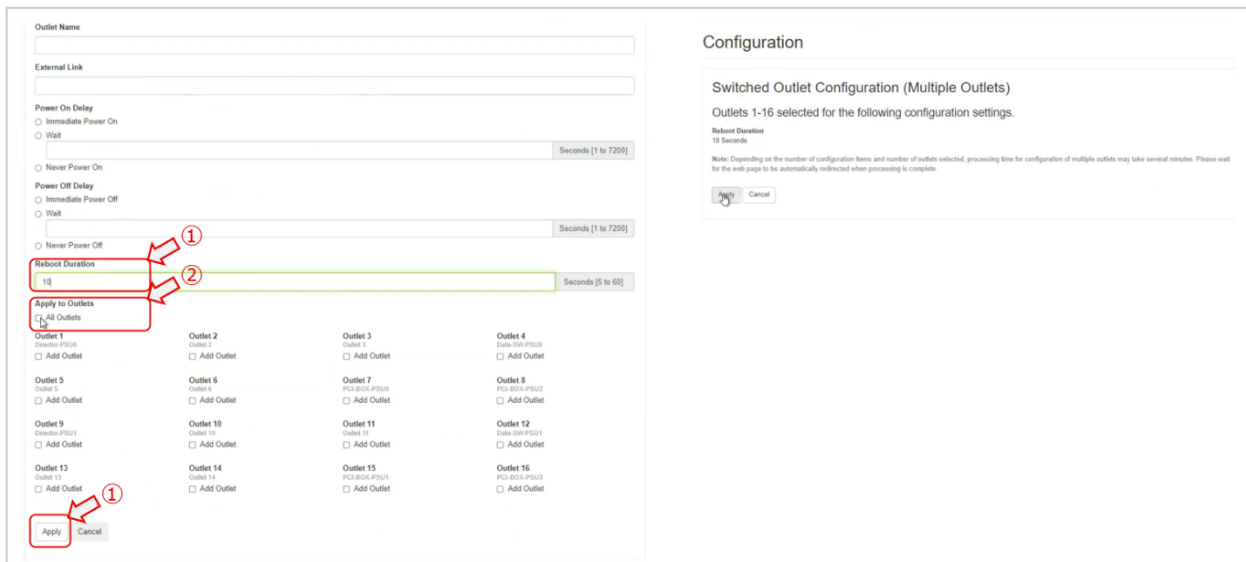 Outlet Name
External Link
Power On Delay
Immediate Power On
Wait
Seconds [1 to 7200]
Never Power On
Power Off Delay
Immediate Power Off
Wait
Seconds [1 to 7200]
Never Power Off
①
Reboot Duration
②
10
Seconds [5 to 60]
Apply to Outlets
All Outlets
Outlet 1 Outlet 2 Outlet 3 Outlet 4
Director-PSU0 Outlet 2 Outlet 3 Data-SW-PSU0
Add Outlet Add Outlet Add Outlet Add Outlet
Outlet 5 Outlet 6 Outlet 7 Outlet 8
Outlet 5 Outlet 6 PCI-BOX-PSU0 PCI-BOX-PSU2
Add Outlet Add Outlet Add Outlet Add Outlet
Outlet 9 Outlet 10 Outlet 11 Outlet 12
Director-PSU1 Outlet 10 Outlet 11 Data-SW-PSU1
Add Outlet Add Outlet Add Outlet Add Outlet
Outlet 13 Outlet 14 Outlet 15 Outlet 16
Outlet 13 Outlet 14 PCI-BOX-PSU1 PCI-BOX-PSU3
Add Outlet Add Outlet Add Outlet Add Outlet
①
Apply Cancel
Configuration
Switched Outlet Configuration (Multiple Outlets)
Outlets 1-16 selected for the following configuration settings.
Reboot Duration
10 Seconds
Note: Depending on the number of configuration items and number of outlets selected, processing time for configuration of multiple outlets may take several minutes. Please wait
for the web page to be automatically redirected when processing is complete.
Apply Cancel